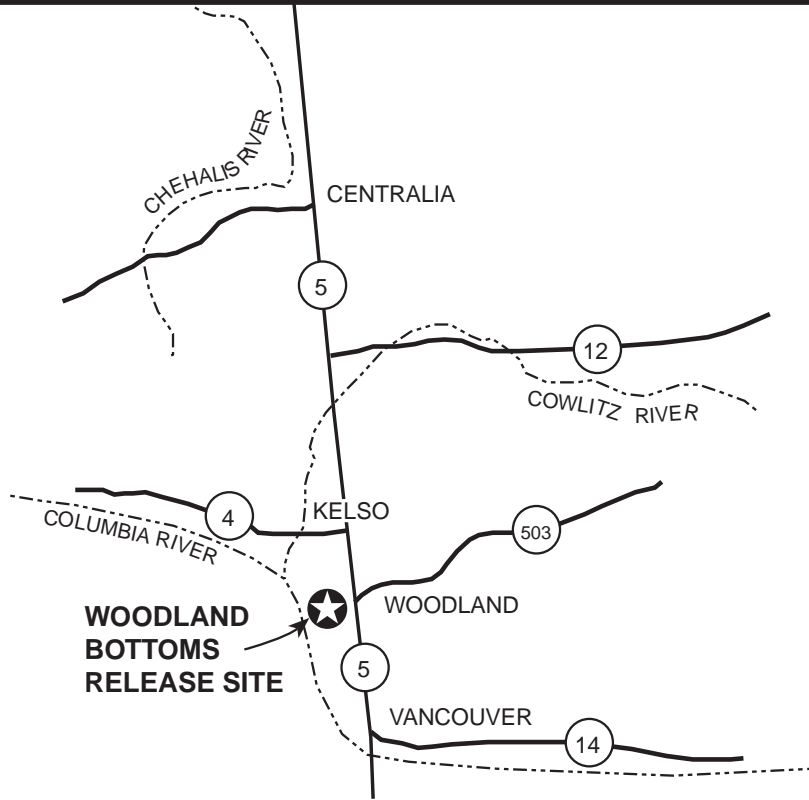 CHEHALIS RIVER
CENTRALIA
5
12
COWLITZ RIVER
4
KELSO
503
COLUMBIA RIVER
WOODLAND
WOODLAND
BOTTOMS
RELEASE SITE
5
VANCOUVER
14